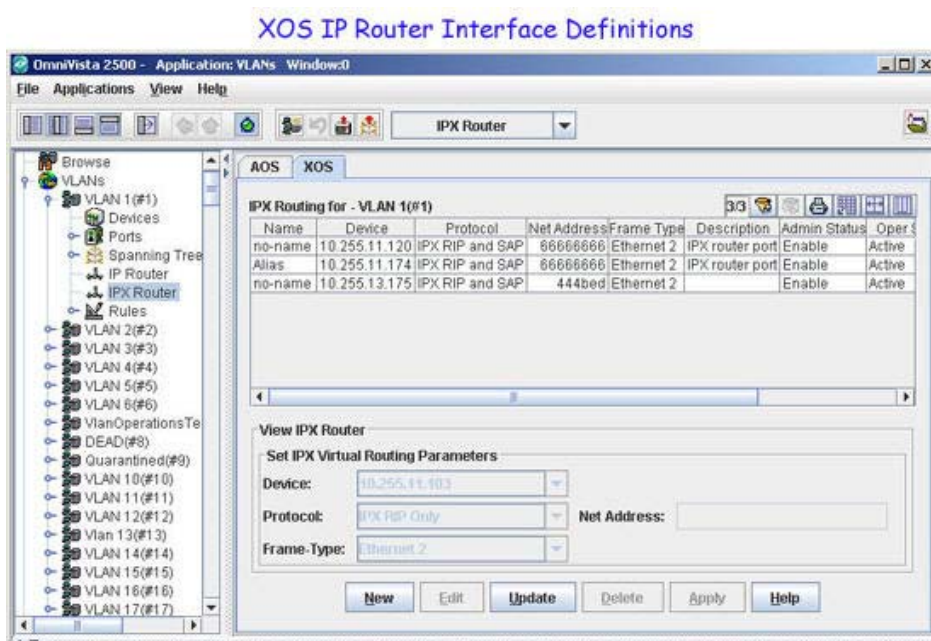 XOS IP Router Interface Definitions
OmniVista 2500 - Application: VLANs Window:0
File Applications View Help
IPX Router
Browse
VLANs
VLAN 1(#1)
Devices
Ports
Spanning Tree
IP Router
IPX Router
Rules
VLAN 2(#2)
VLAN 3(#3)
VLAN 4(#4)
VLAN 5(#5)
VLAN 6(#6)
VlanOperationsTe
DEAD(#8)
Quarantined(#9)
VLAN 10(#10)
VLAN 11(#11)
VLAN 12(#12)
Vlan 13(#13)
VLAN 14(#14)
VLAN 15(#15)
VLAN 16(#16)
VLAN 17(#17)
AOS XOS
IPX Routing for - VLAN 1(#1) 3/3
Name Device Protocol Net Address Frame Type Description Admin Status Oper S
no-name 10.255.11.120 IPX RIP and SAP 66666666 Ethernet 2 IPX router port Enable Active
Alias 10.255.11.174 IPX RIP and SAP 66666666 Ethernet 2 IPX router port Enable Active
no-name 10.255.13.175 IPX RIP and SAP 444bed Ethernet 2 Enable Active
View IPX Router
Set IPX Virtual Routing Parameters
Device: 10.255.11.103
Protocol: IPX RIP Only Net Address:
Frame-Type: Ethernet 2
New Edit Update Delete Apply Help